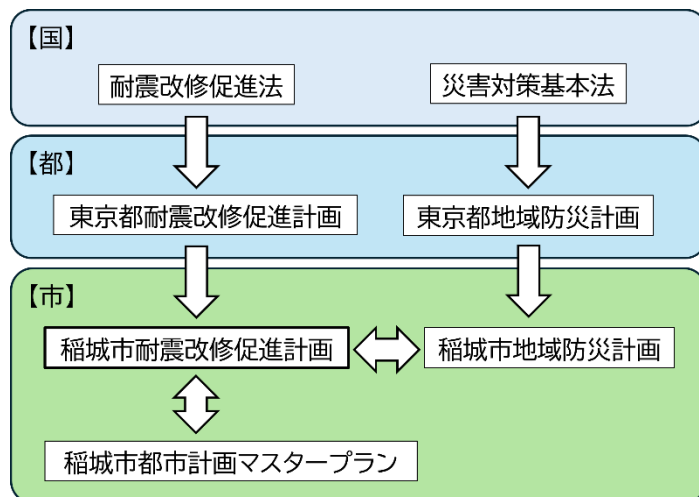 【国】
耐震改修促進法
災害対策基本法
【都】
東京都耐震改修促進計画
東京都地域防災計画
【市】
稲城市耐震改修促進計画
稲城市地域防災計画
稲城市都市計画マスタープラン